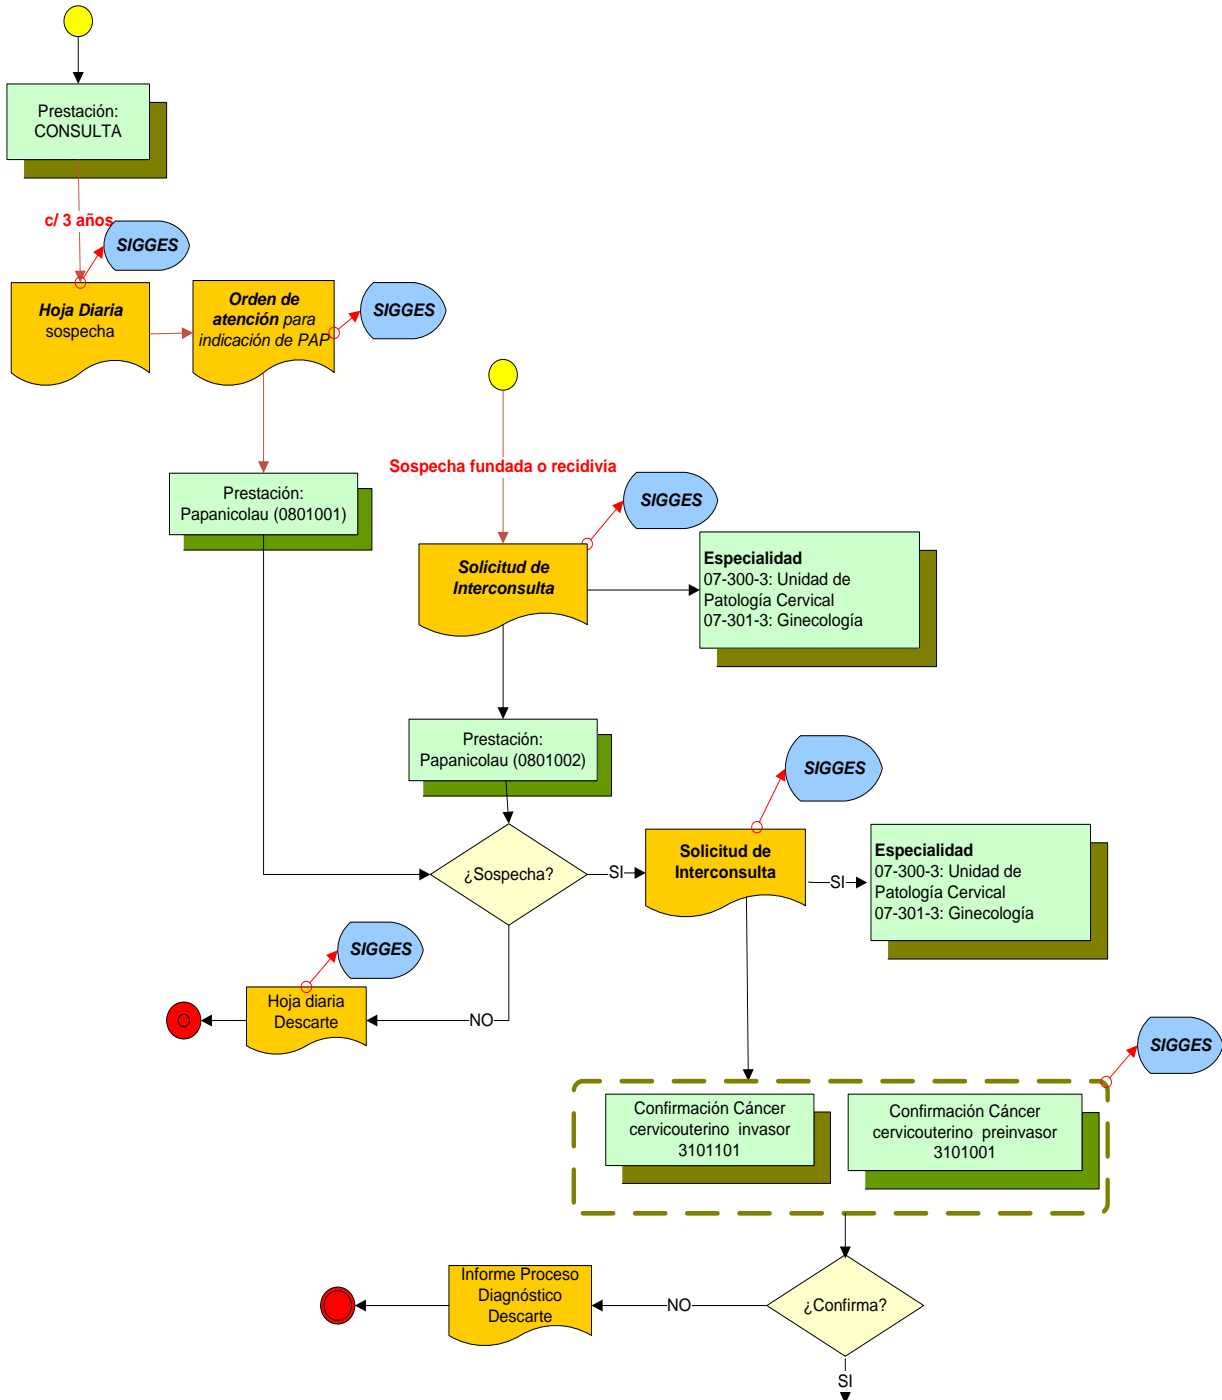 Prestación:
CONSULTA
c/ 3 años
SIGGES
Hoja Diaria
sospecha
Orden de
atención para
indicación de PAP
SIGGES
Sospecha fundada o recidivia
Prestación:
Papanicolau (0801001)
SIGGES
Solicitud de
Interconsulta
Especialidad
07-300-3: Unidad de
Patología Cervical
07-301-3: Ginecología
Prestación:
Papanicolau (0801002)
SIGGES
¿Sospecha?
SI
Solicitud de
Interconsulta
SI
Especialidad
07-300-3: Unidad de
Patología Cervical
07-301-3: Ginecología
SIGGES
Hoja diaria
Descarte
NO
SIGGES
Confirmación Cáncer
cervicouterino invasor
3101101
Confirmación Cáncer
cervicouterino preinvasor
3101001
Informe Proceso
Diagnóstico
Descarte
NO
¿Confirma?
SI